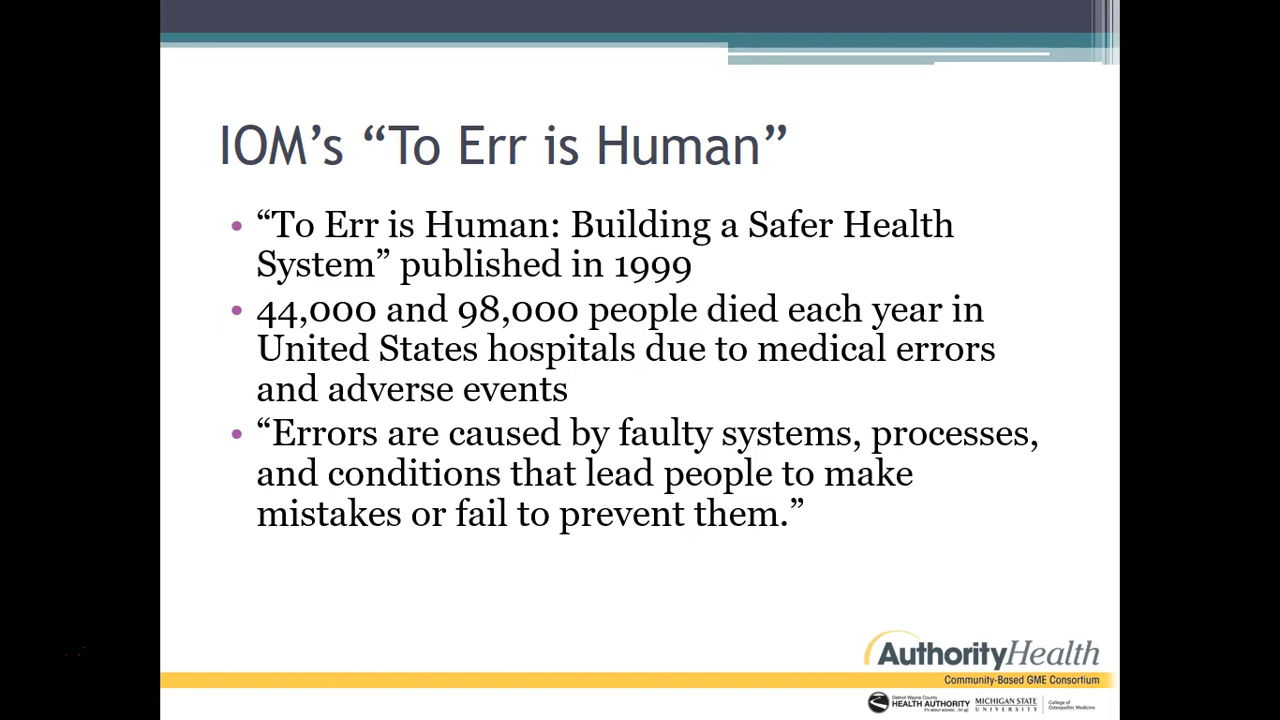 IOM’s “To Err is Human”
• “To Err is Human: Building a Safer Health
System” published in 1999
• 44,000 and 98,000 people died each year in
United States hospitals due to medical errors
and adverse events
• “Errors are caused by faulty systems, processes,
and conditions that lead people to make
mistakes or fail to prevent them.”
AuthorityHealth
Community-Based GME Consortium
Detroit Wayne County
HEALTH AUTHORITY
MICHIGAN STATE
UNIVERSITY
College of
Osteopathic Medicine